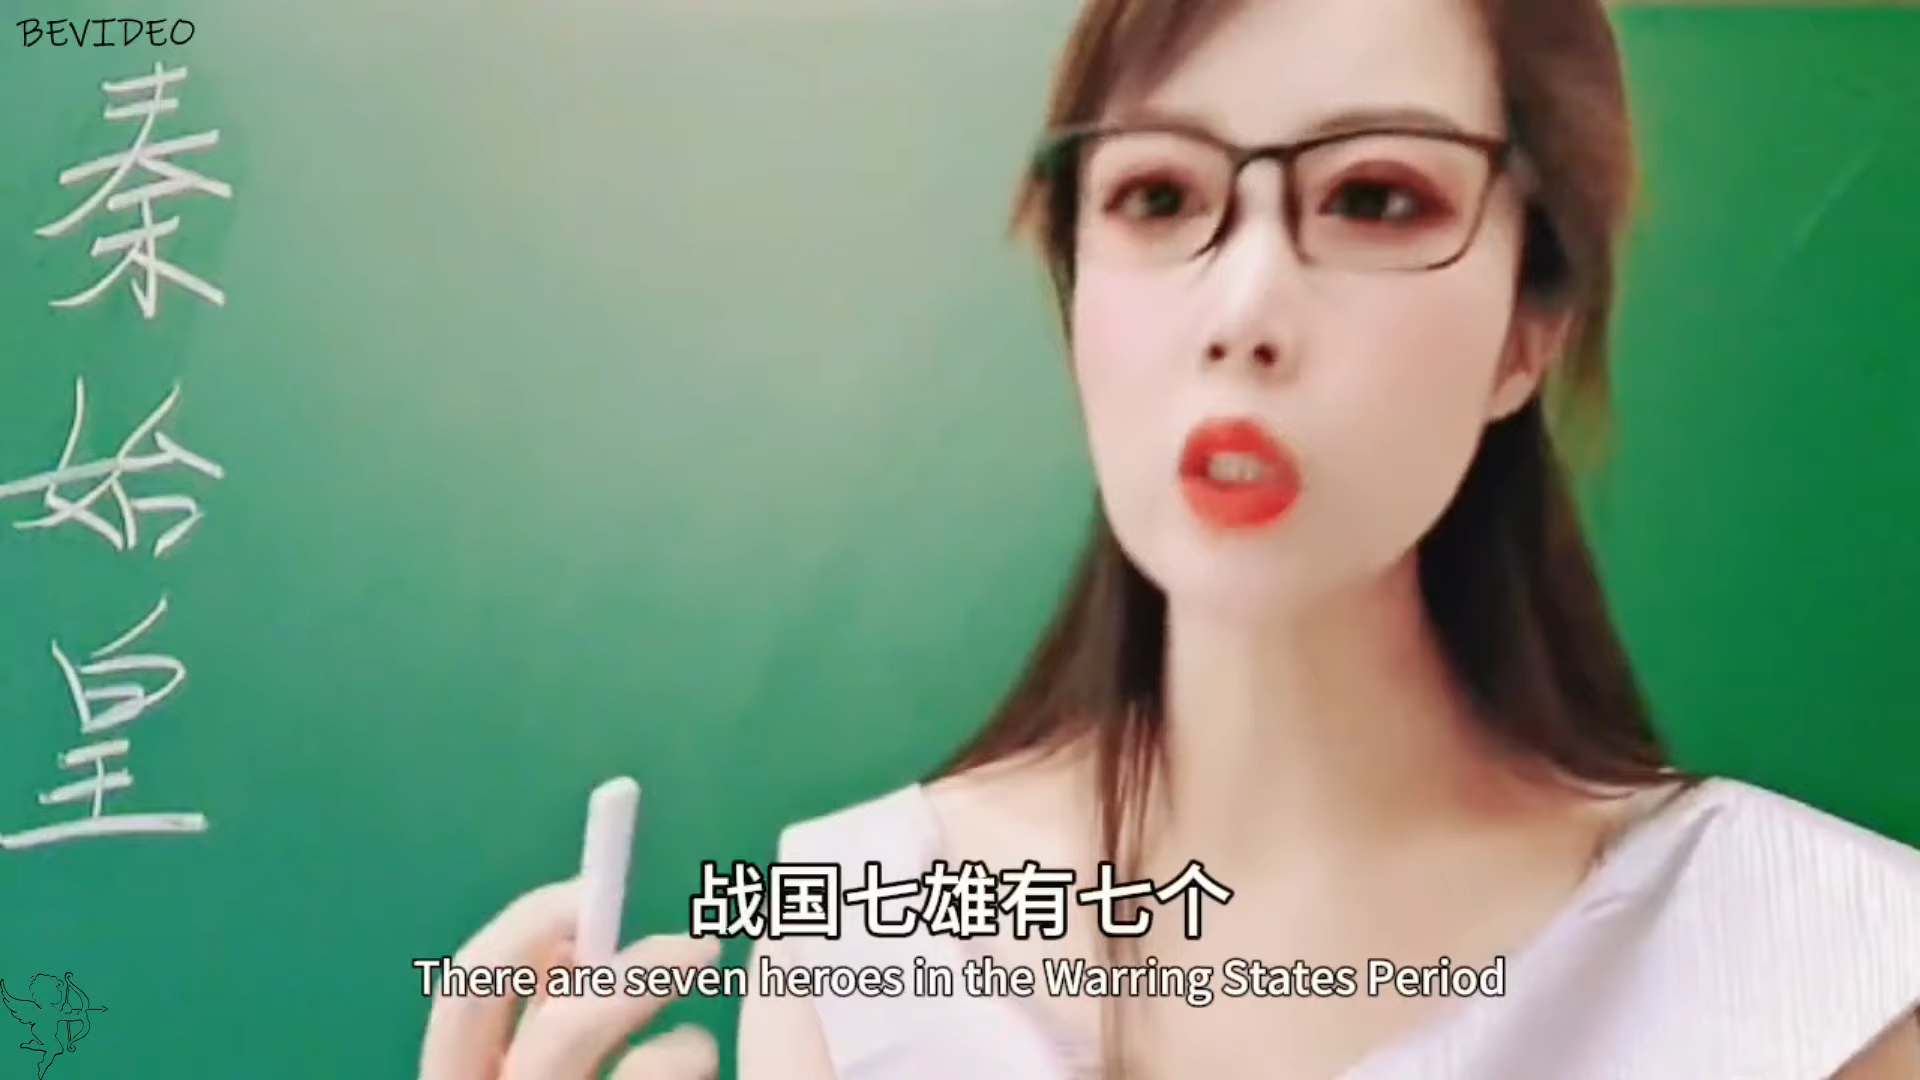 BEVIDEO
秦始皇
战国七雄有七个
There are seven heroes in the Warring States Period